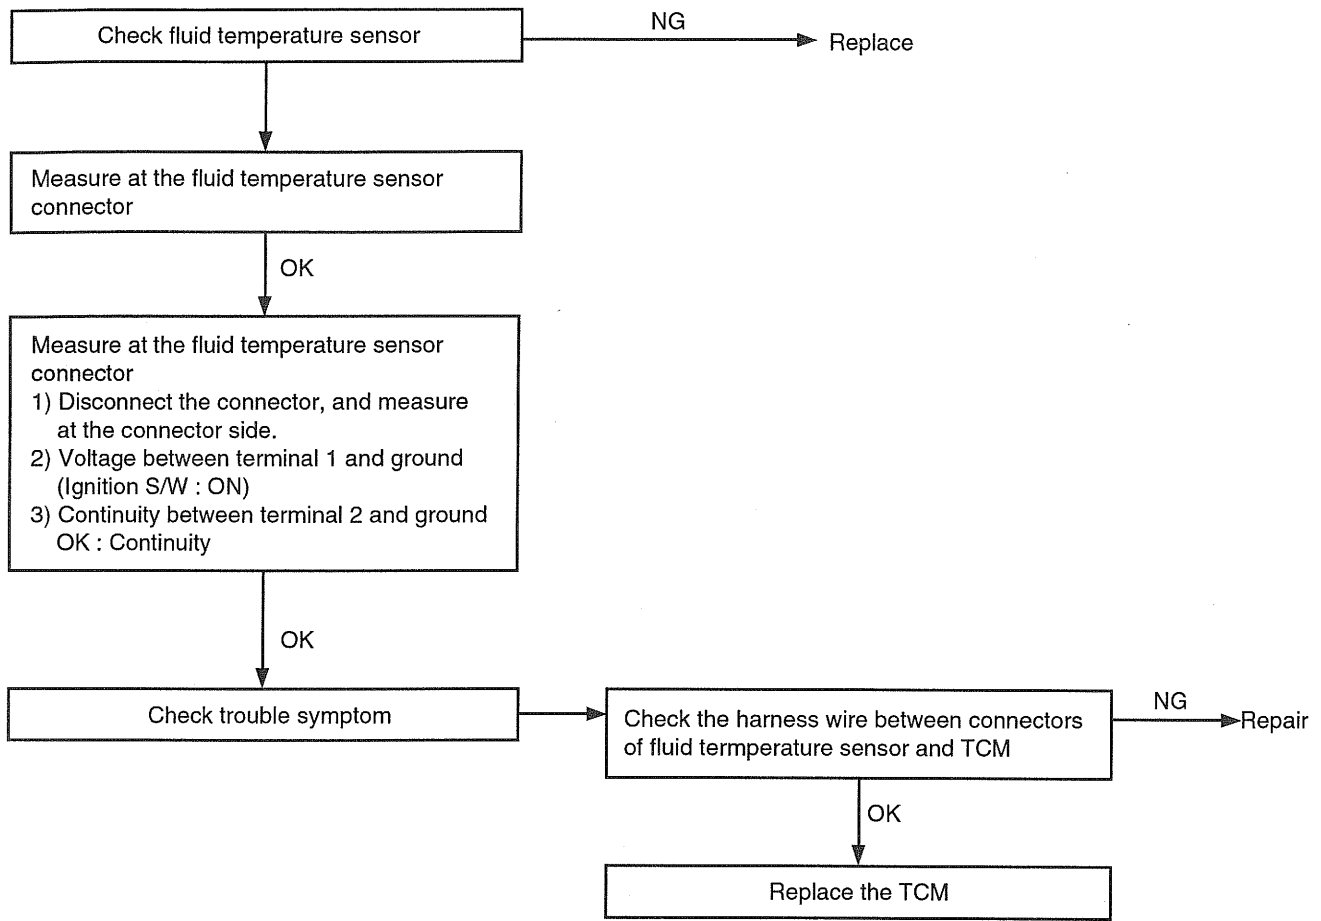 Check fluid temperature sensor
NG
Replace
Measure at the fluid temperature sensor
connector
OK
Measure at the fluid temperature sensor
connector
1) Disconnect the connector, and measure
at the connector side.
2) Voltage between terminal 1 and ground
(Ignition S/W : ON)
3) Continuity between terminal 2 and ground
OK : Continuity
OK
Check trouble symptom
Check the harness wire between connectors
of fluid termperature sensor and TCM
NG
Repair
OK
Replace the TCM